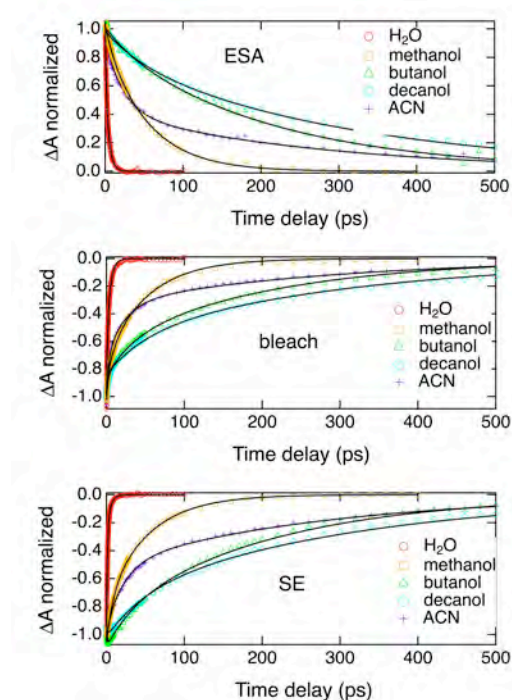 1.0
0.8
0.6
0.4
0.2
0.0
ΔA normalized
ESA
H₂O
methanol
butanol
decanol
ACN
0 100 200 300 400 500
Time delay (ps)
0.0
-0.2
-0.4
-0.6
-0.8
-1.0
ΔA normalized
bleach
H₂O
methanol
butanol
decanol
ACN
0 100 200 300 400 500
Time delay (ps)
0.0
-0.2
-0.4
-0.6
-0.8
-1.0
ΔA normalized
SE
H₂O
methanol
butanol
decanol
ACN
0 100 200 300 400 500
Time delay (ps)